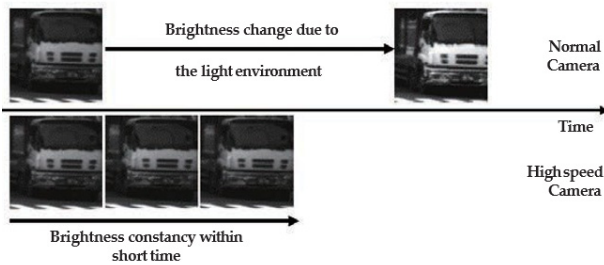 Brightness change due to
the light environment
Normal
Camera
Time
High speed
Camera
Brightness constancy within
short time